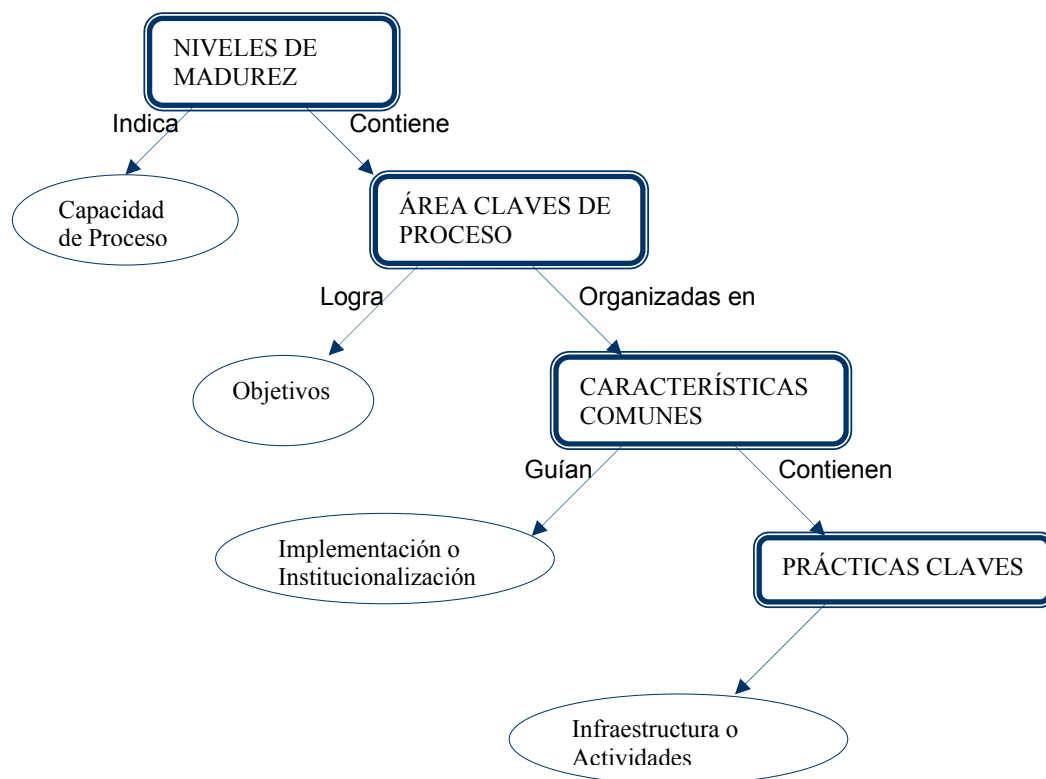 NIVELES DE
MADUREZ
Indica
Contiene
Capacidad
de Proceso
ÁREA CLAVES DE
PROCESO
Logra
Organizadas en
Objetivos
CARACTERÍSTICAS
COMUNES
Guían
Contienen
Implementación o
Institucionalización
PRÁCTICAS CLAVES
Infraestructura o
Actividades